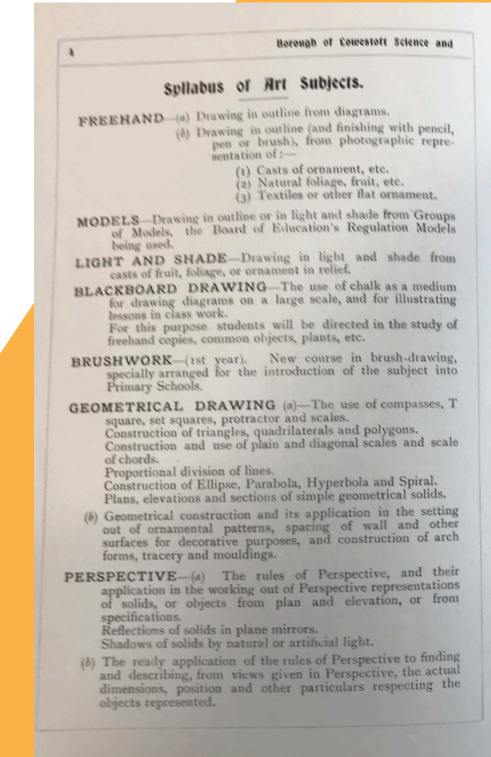 4
Borough of Lowestoft Science and
Syllabus of Art Subjects.
FREEHAND—(a) Drawing in outline from diagrams.
(b) Drawing in outline (and finishing with pencil,
pen or brush), from photographic repre-
sentation of :—
(1) Casts of ornament, etc.
(2) Natural foliage, fruit, etc.
(3) Textiles or other flat ornament.
MODELS—Drawing in outline or in light and shade from Groups
of Models, the Board of Education's Regulation Models
being used.
LIGHT AND SHADE—Drawing in light and shade from
casts of fruit, foliage, or ornament in relief.
BLACKBOARD DRAWING—The use of chalk as a medium
for drawing diagrams on a large scale, and for illustrating
lessons in class work.
For this purpose students will be directed in the study of
freehand copies, common objects, plants, etc.
BRUSHWORK—(1st year). New course in brush-drawing,
specially arranged for the introduction of the subject into
Primary Schools.
GEOMETRICAL DRAWING (a)—The use of compasses, T
square, set squares, protractor and scales.
Construction of triangles, quadrilaterals and polygons.
Construction and use of plain and diagonal scales and scale
of chords.
Proportional division of lines.
Construction of Ellipse, Parabola, Hyperbola and Spiral.
Plans, elevations and sections of simple geometrical solids.
(b) Geometrical construction and its application in the setting
out of ornamental patterns, spacing of wall and other
surfaces for decorative purposes, and construction of arch
forms, tracery and mouldings.
PERSPECTIVE—(a) The rules of Perspective, and their
application in the working out of Perspective representations
of solids, or objects from plan and elevation, or from
specifications.
Reflections of solids in plane mirrors.
Shadows of solids by natural or artificial light.
(b) The ready application of the rules of Perspective to finding
and describing, from views given in Perspective, the actual
dimensions, position and other particulars respecting the
objects represented.